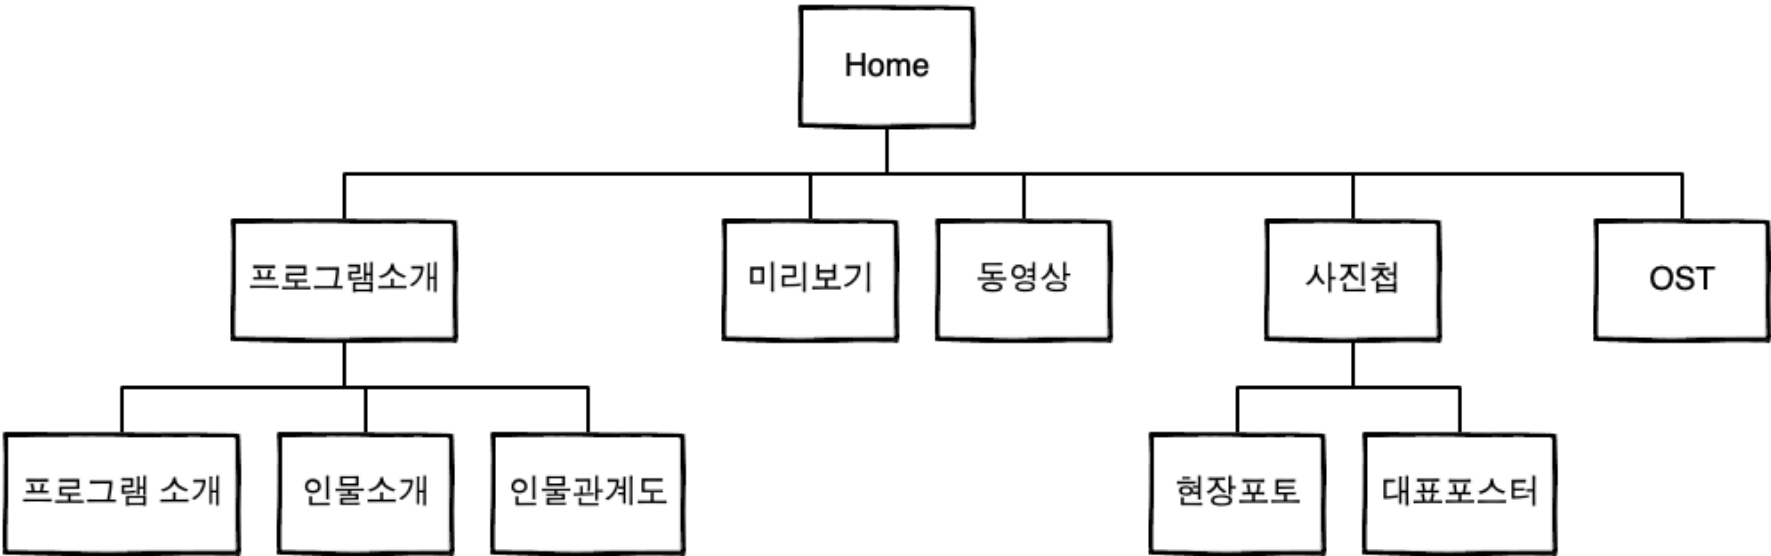 Home
프로그램소개
미리보기
동영상
사진첩
OST
프로그램 소개
인물소개
인물관계도
현장포토
대표포스터